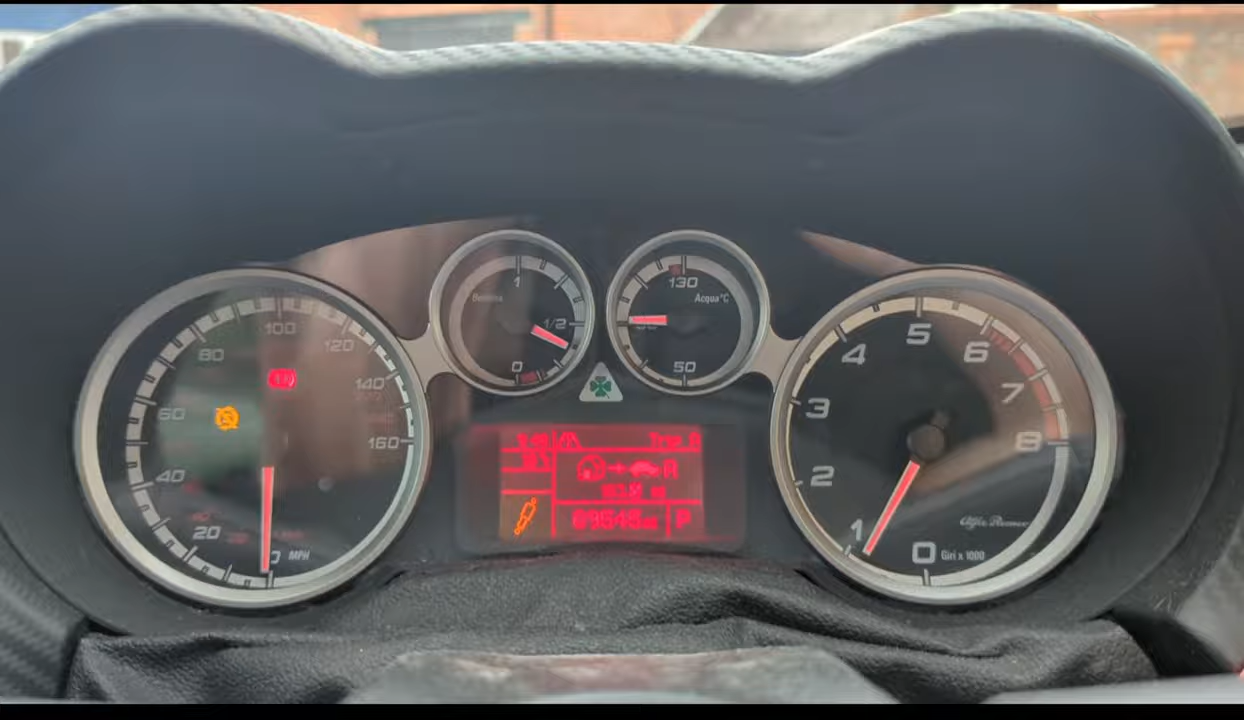 100
80
120
140
60
160
40
20
0 MPH
1
Benzina
1/2
0
130
Acqua°C
50
Trip A
A
P
5
4
6
3
7
8
2
1
Alfa Romeo
0 Giri x 1000